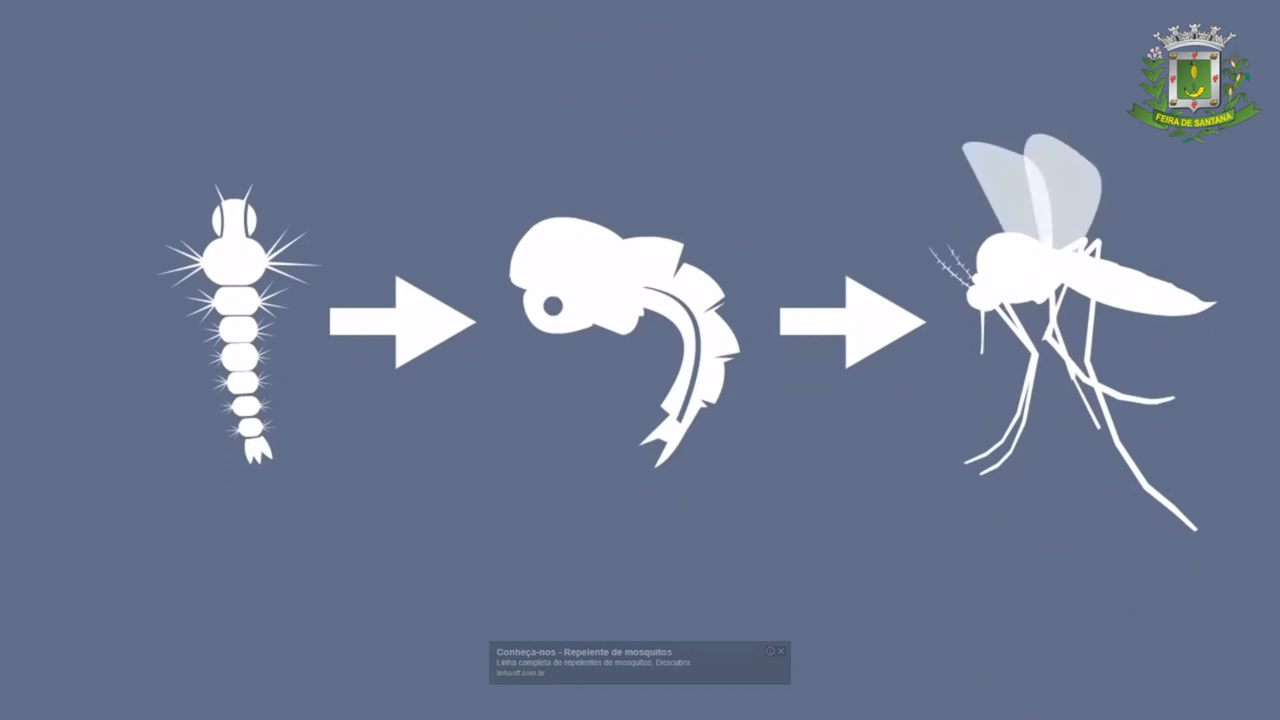 FEIRA DE SANTANA
Conheça-nos - Repelente de mosquitos
Linha completa de repelentes de mosquitos. Descubra.